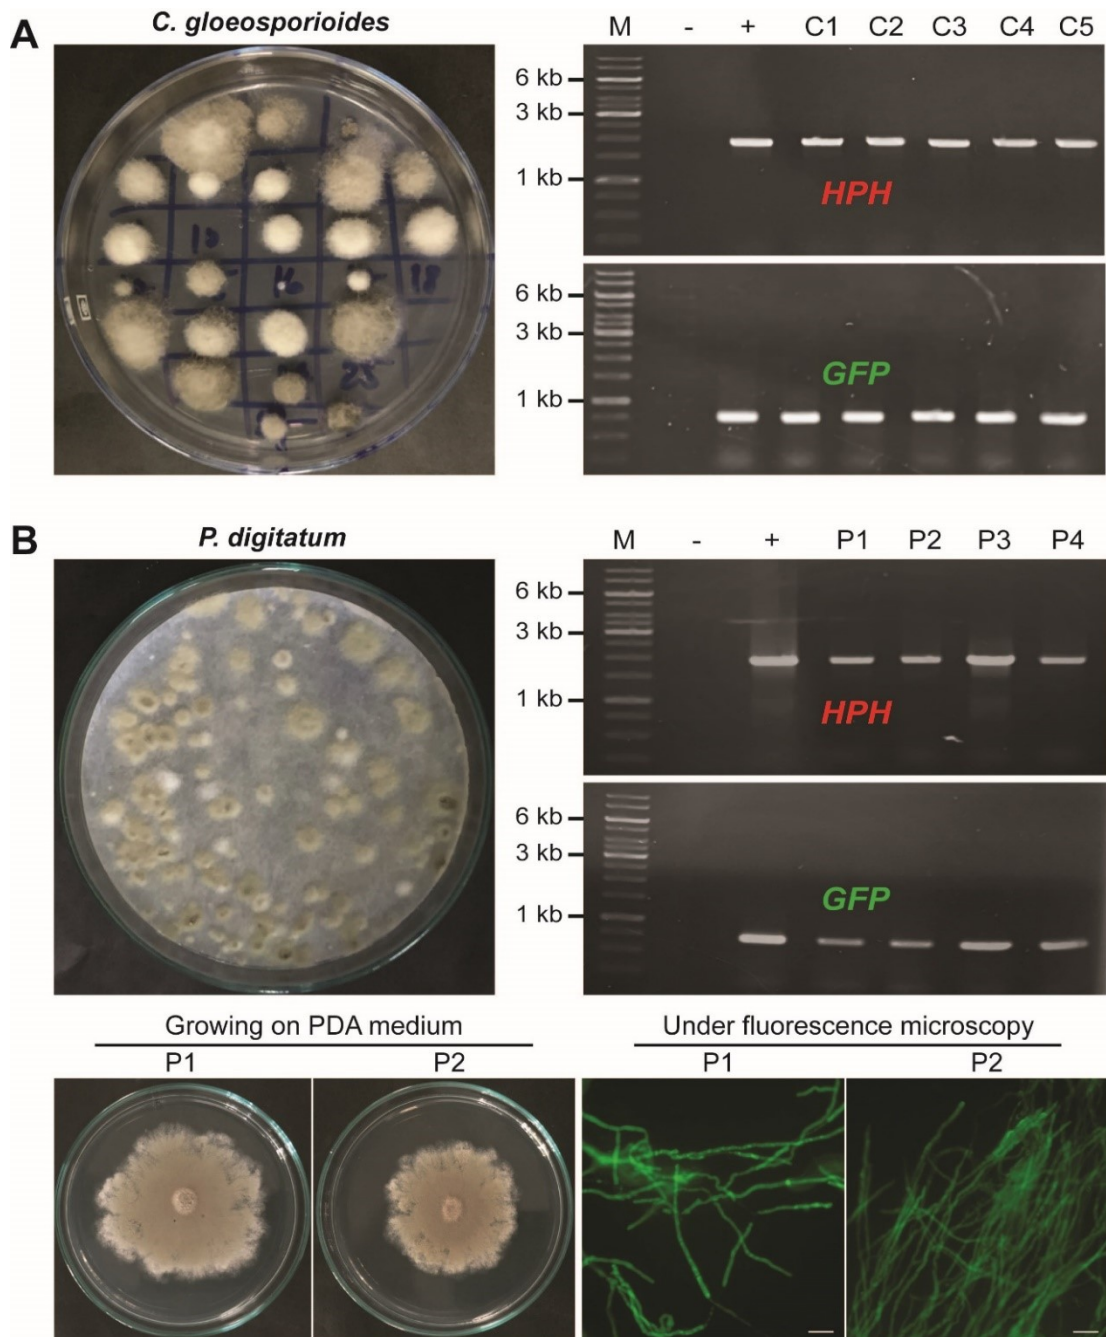 A
C. gloeosporioides
M - + C1 C2 C3 C4 C5
6 kb
3 kb
1 kb
HPH
6 kb
3 kb
1 kb
GFP
10
16
18
25
B
P. digitatum
M - + P1 P2 P3 P4
6 kb
3 kb
1 kb
HPH
6 kb
3 kb
1 kb
GFP
Growing on PDA medium
P1 P2
Under fluorescence microscopy
P1 P2